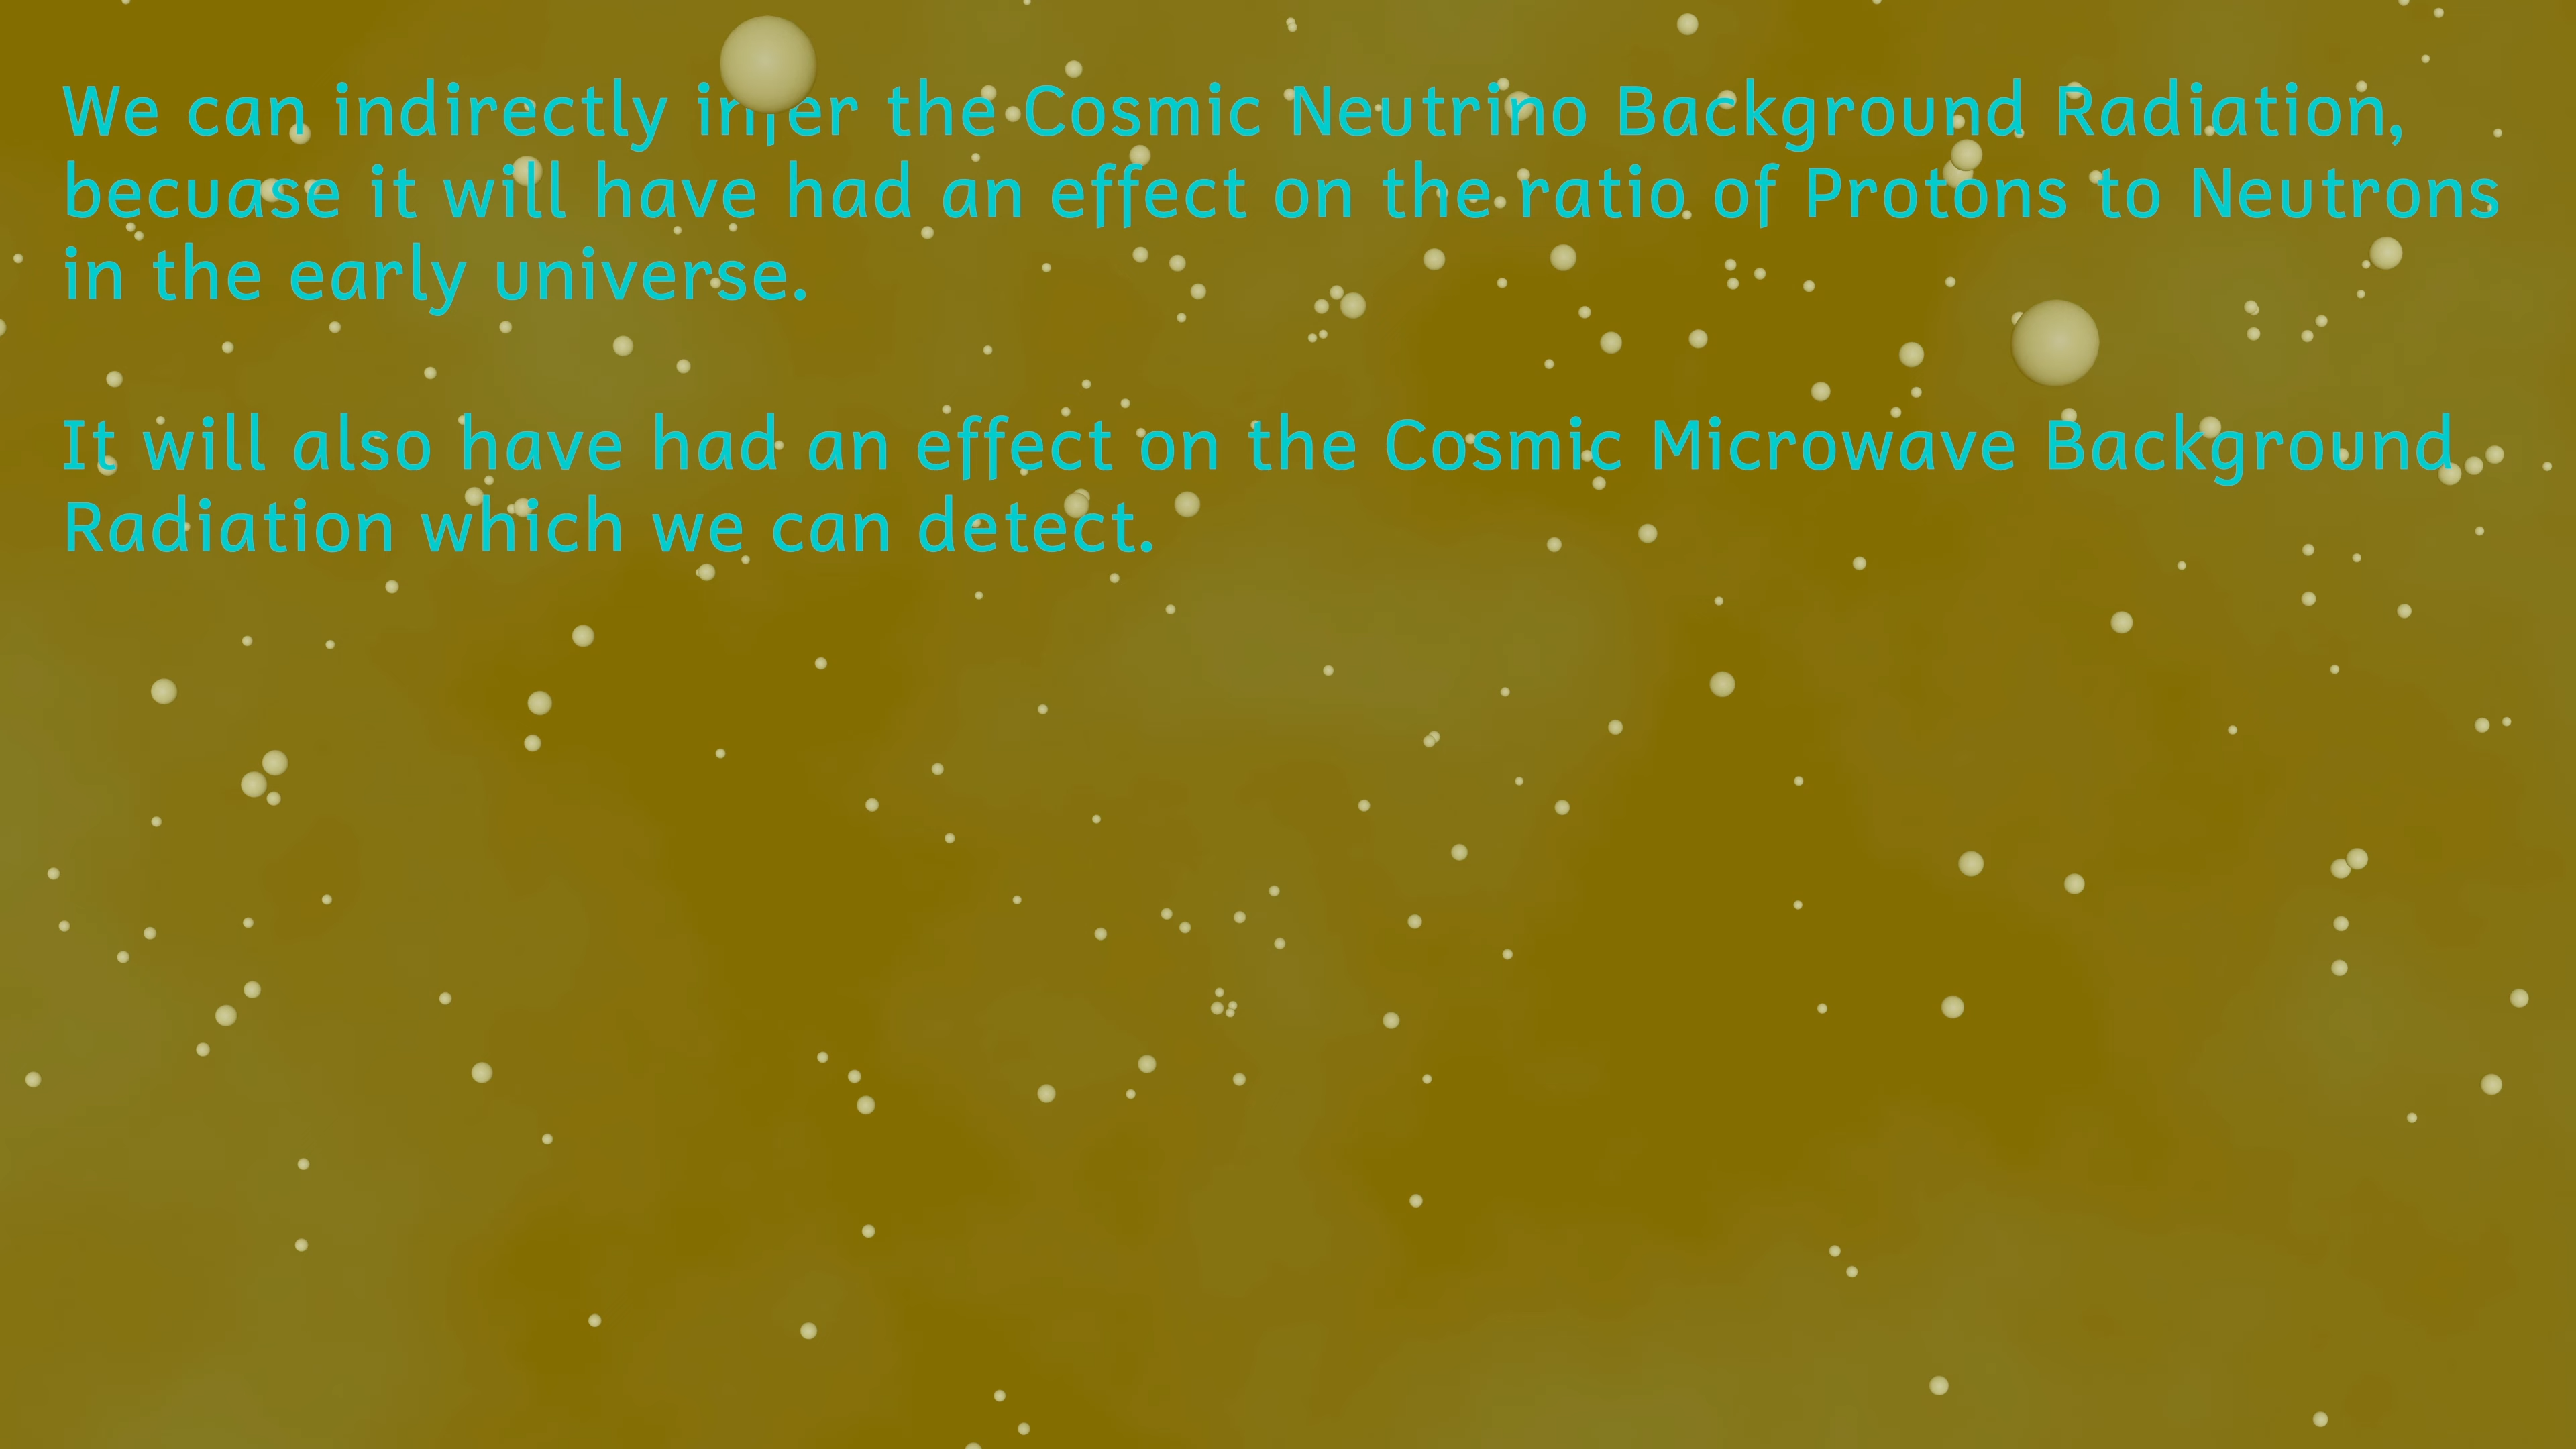 We can indirectly infer the Cosmic Neutrino Background Radiation,
becuase it will have had an effect on the ratio of Protons to Neutrons
in the early universe.
It will also have had an effect on the Cosmic Microwave Background
Radiation which we can detect.